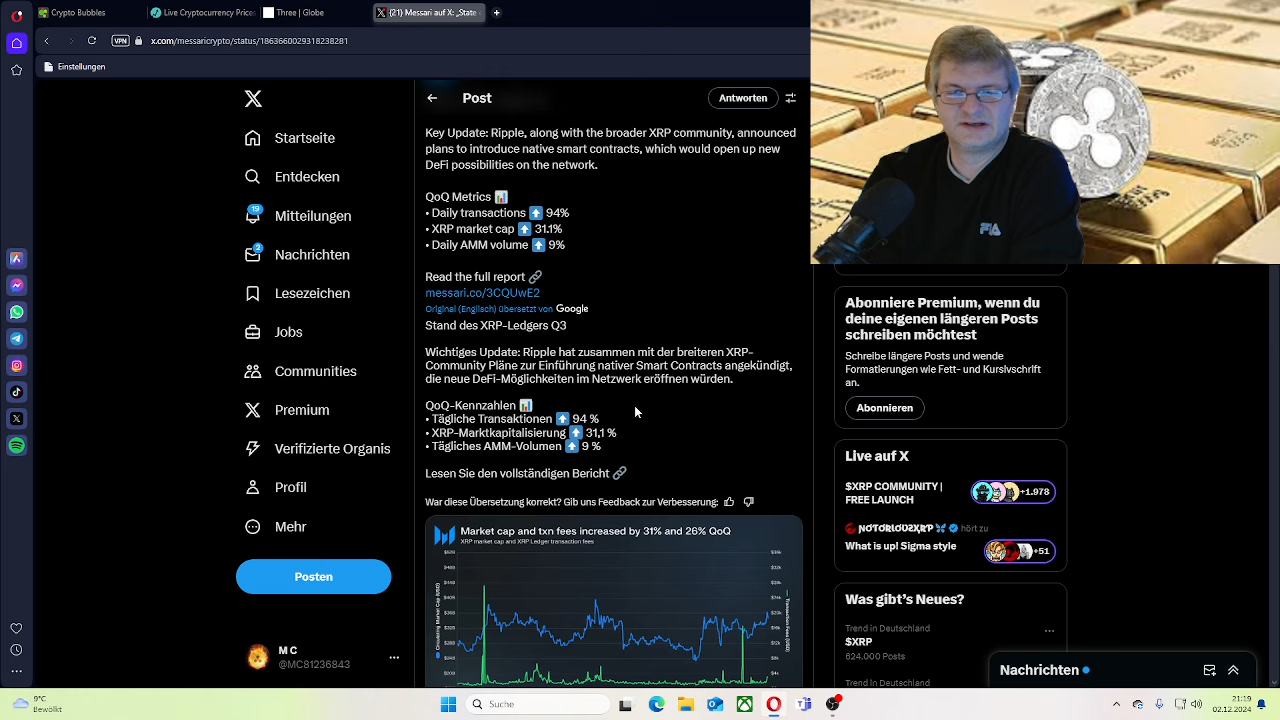 Crypto Bubbles
Live Cryptocurrency Prices
Three | Globe
(21) Messari auf X: „State
VPN
x.com/messaricrypto/status/1863660029318238281
Einstellungen
Startseite
Entdecken
19
Mitteilungen
2
Nachrichten
Lesezeichen
Jobs
Communities
Premium
Verifizierte Organis
Profil
Mehr
Posten
M C
@MC81236843
Post
Antworten
Key Update: Ripple, along with the broader XRP community, announced
plans to introduce native smart contracts, which would open up new
DeFi possibilities on the network.
QoQ Metrics 📊
• Daily transactions ⬆️ 94%
• XRP market cap ⬆️ 31.1%
• Daily AMM volume ⬆️ 9%
Read the full report 🔗
messari.co/3CQUwE2
Original (Englisch) übersetzt von Google
Stand des XRP-Ledgers Q3
Wichtiges Update: Ripple hat zusammen mit der breiteren XRP-
Community Pläne zur Einführung nativer Smart Contracts angekündigt,
die neue DeFi-Möglichkeiten im Netzwerk eröffnen würden.
QoQ-Kennzahlen 📊
• Tägliche Transaktionen ⬆️ 94 %
• XRP-Marktkapitalisierung ⬆️ 31,1 %
• Tägliches AMM-Volumen ⬆️ 9 %
Lesen Sie den vollständigen Bericht 🔗
War diese Übersetzung korrekt? Gib uns Feedback zur Verbesserung:
Market cap and txn fees increased by 31% and 26% QoQ
XRP market cap and XRP Ledger transaction fees
FILA
Abonniere Premium, wenn du
deine eigenen längeren Posts
schreiben möchtest
Schreibe längere Posts und wende
Formatierungen wie Fett- und Kursivschrift
an.
Abonnieren
Live auf X
$XRP COMMUNITY |
FREE LAUNCH
+1.978
hört zu
What is up! Sigma style
+51
Was gibt's Neues?
Trend in Deutschland
$XRP
624.000 Posts
Trend in Deutschland
Nachrichten
9°C
Bewölkt
Suche
21:19
02.12.2024